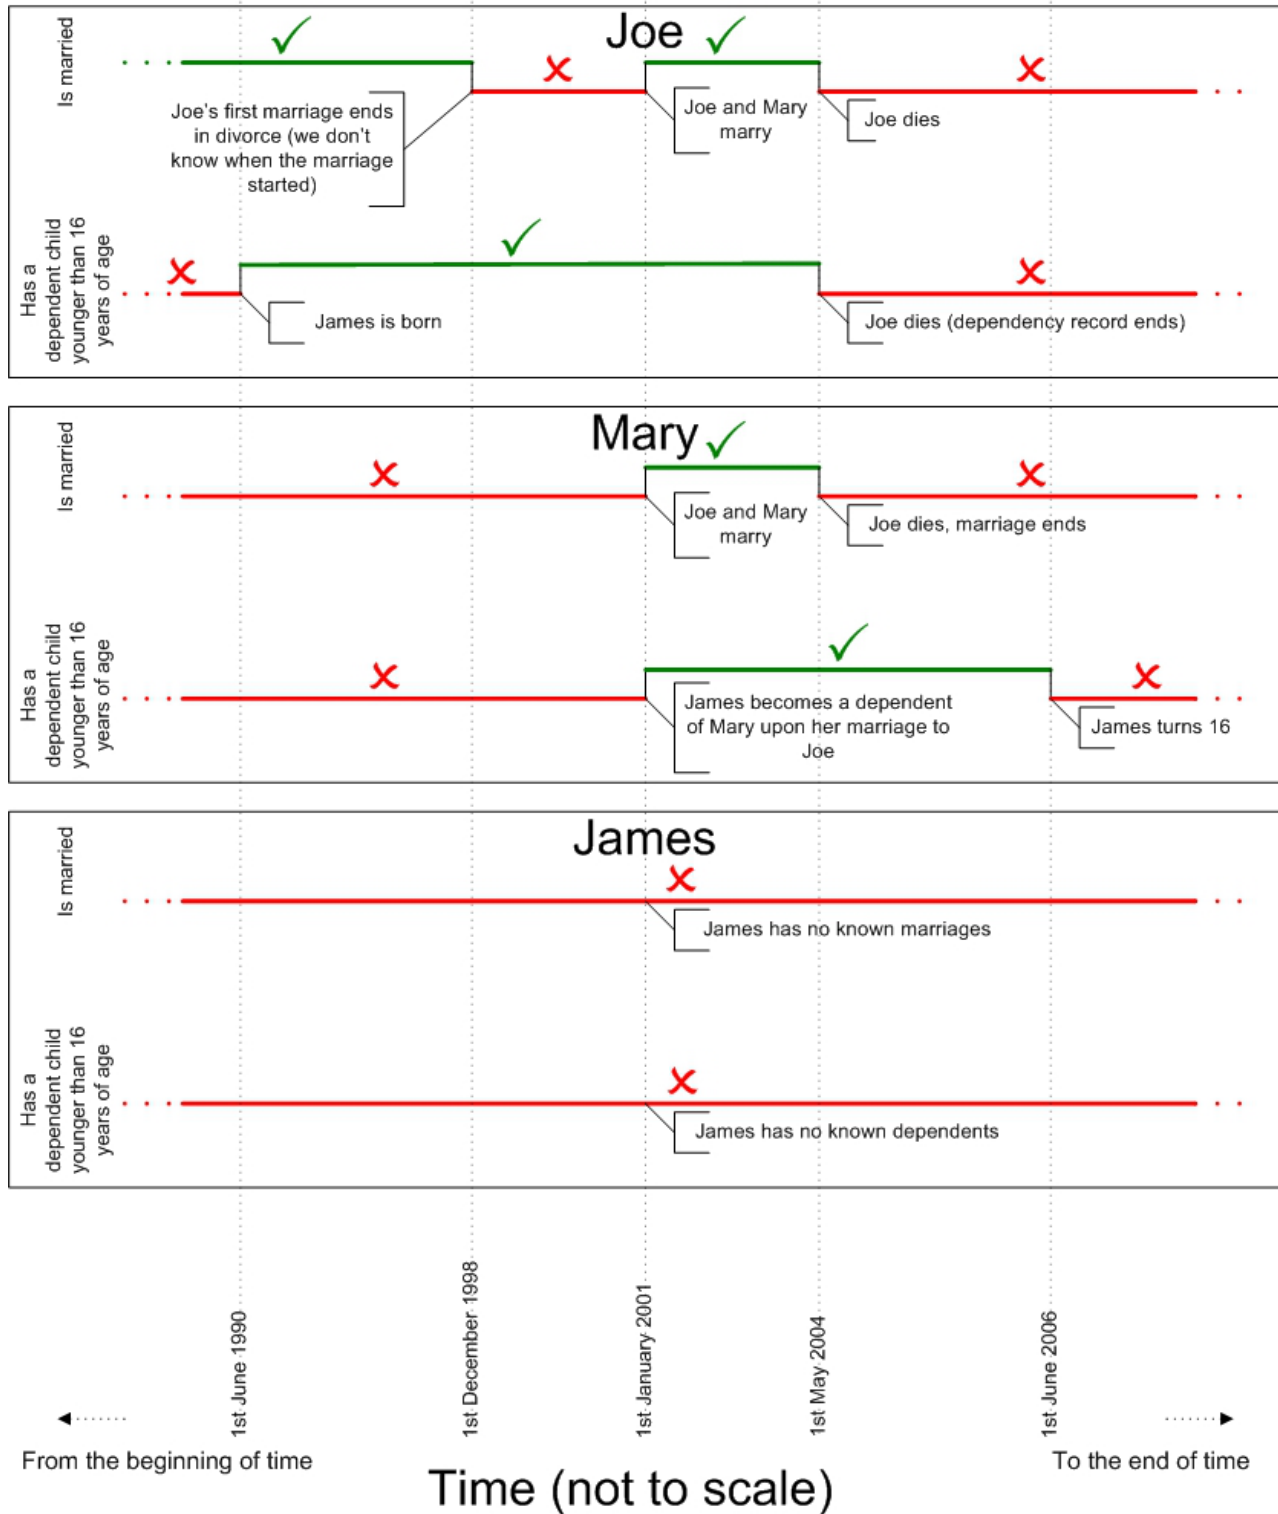 Joe
Is married
Joe's first marriage ends
in divorce (we don't
know when the marriage
started)
Joe and Mary
marry
Joe dies
Has a
dependent child
younger than 16
years of age
James is born
Joe dies (dependency record ends)
Mary
Is married
Joe and Mary
marry
Joe dies, marriage ends
Has a
dependent child
younger than 16
years of age
James becomes a dependent
of Mary upon her marriage to
Joe
James turns 16
James
Is married
James has no known marriages
Has a
dependent child
younger than 16
years of age
James has no known dependents
1st June 1990
1st December 1998
1st January 2001
1st May 2004
1st June 2006
From the beginning of time
To the end of time
Time (not to scale)